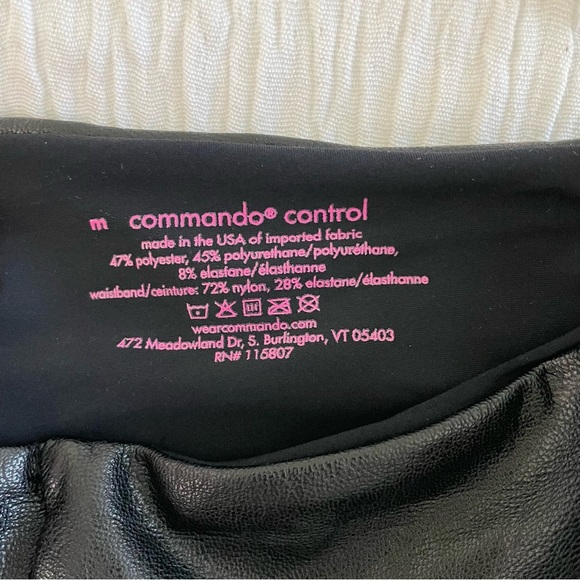 m commando® control
made in the USA of imported fabric
47% polyester, 45% polyurethane/polyuréthane,
8% elastane/élasthanne
waistband/ceinture: 72% nylon, 28% elastane/élasthanne
wearcommando.com
472 Meadowland Dr, S. Burlington, VT 05403
RN# 115807